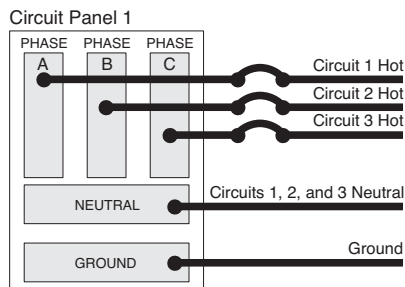 Circuit Panel 1
PHASE PHASE PHASE
A B C
Circuit 1 Hot
Circuit 2 Hot
Circuit 3 Hot
NEUTRAL
Circuits 1, 2, and 3 Neutral
GROUND
Ground